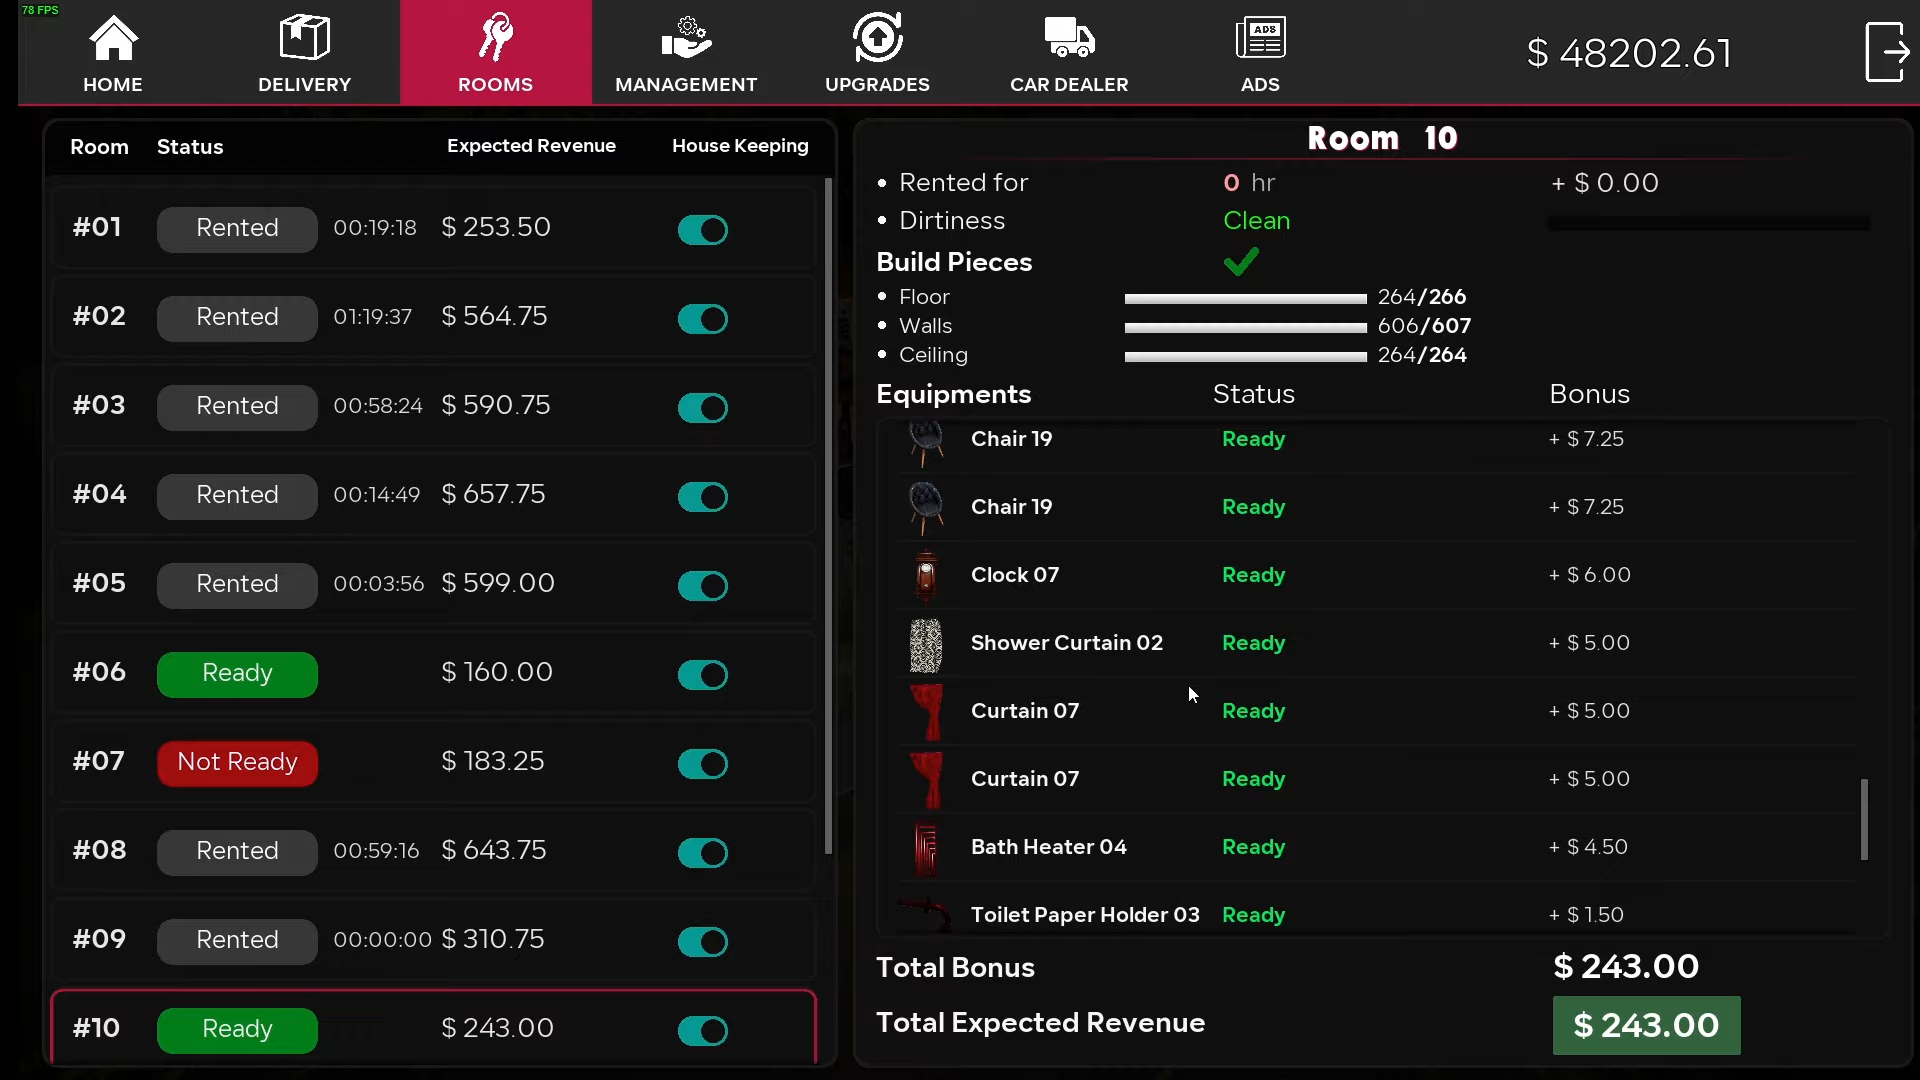 78 FPS
HOME
DELIVERY
ROOMS
MANAGEMENT
UPGRADES
CAR DEALER
ADS
ADS
$ 48202.61
Room Status Expected Revenue House Keeping
#01 Rented 00:19:18 $ 253.50
#02 Rented 01:19:37 $ 564.75
#03 Rented 00:58:24 $ 590.75
#04 Rented 00:14:49 $ 657.75
#05 Rented 00:03:56 $ 599.00
#06 Ready $ 160.00
#07 Not Ready $ 183.25
#08 Rented 00:59:16 $ 643.75
#09 Rented 00:00:00 $ 310.75
#10 Ready $ 243.00
Room 10
• Rented for 0 hr + $ 0.00
• Dirtiness Clean
Build Pieces
• Floor 264/266
• Walls 606/607
• Ceiling 264/264
Equipments Status Bonus
Chair 19 Ready + $ 7.25
Chair 19 Ready + $ 7.25
Clock 07 Ready + $ 6.00
Shower Curtain 02 Ready + $ 5.00
Curtain 07 Ready + $ 5.00
Curtain 07 Ready + $ 5.00
Bath Heater 04 Ready + $ 4.50
Toilet Paper Holder 03 Ready + $ 1.50
Total Bonus $ 243.00
Total Expected Revenue $ 243.00